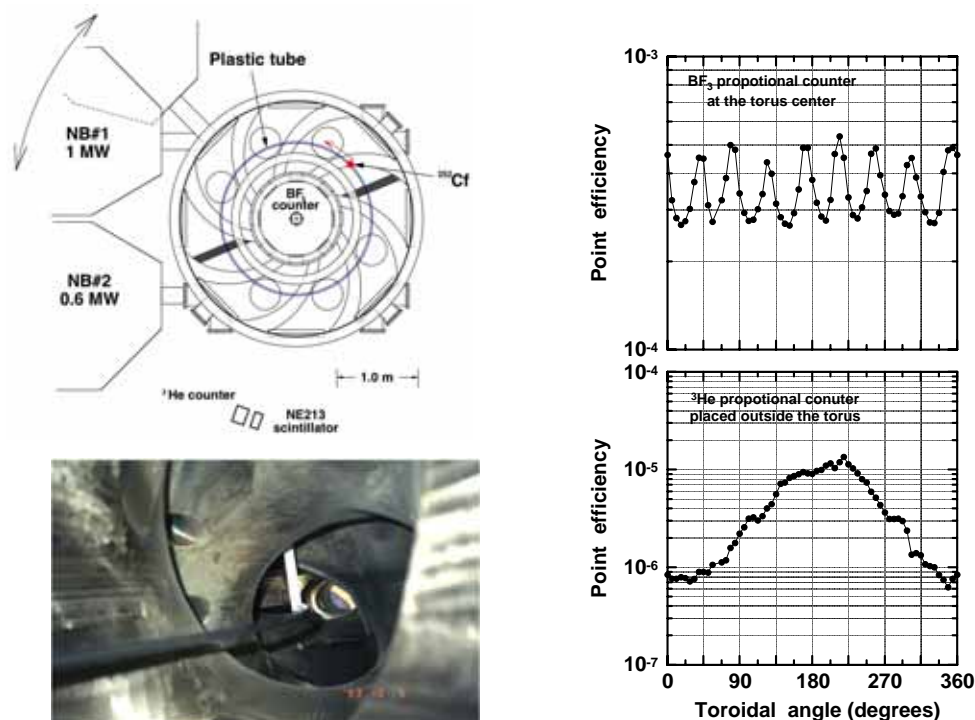 Plastic tube
NB#1
1 MW
²⁵²Cf
BF₃
counter
NB#2
0.6 MW
1.0 m
³He counter
NE213
scintillator
10⁻³
BF₃ propotional counter
at the torus center
Point efficiency
10⁻⁴
10⁻⁴
³He propotional conuter
placed outside the torus
10⁻⁵
Point efficiency
10⁻⁶
10⁻⁷
0 90 180 270 360
Toroidal angle (degrees)